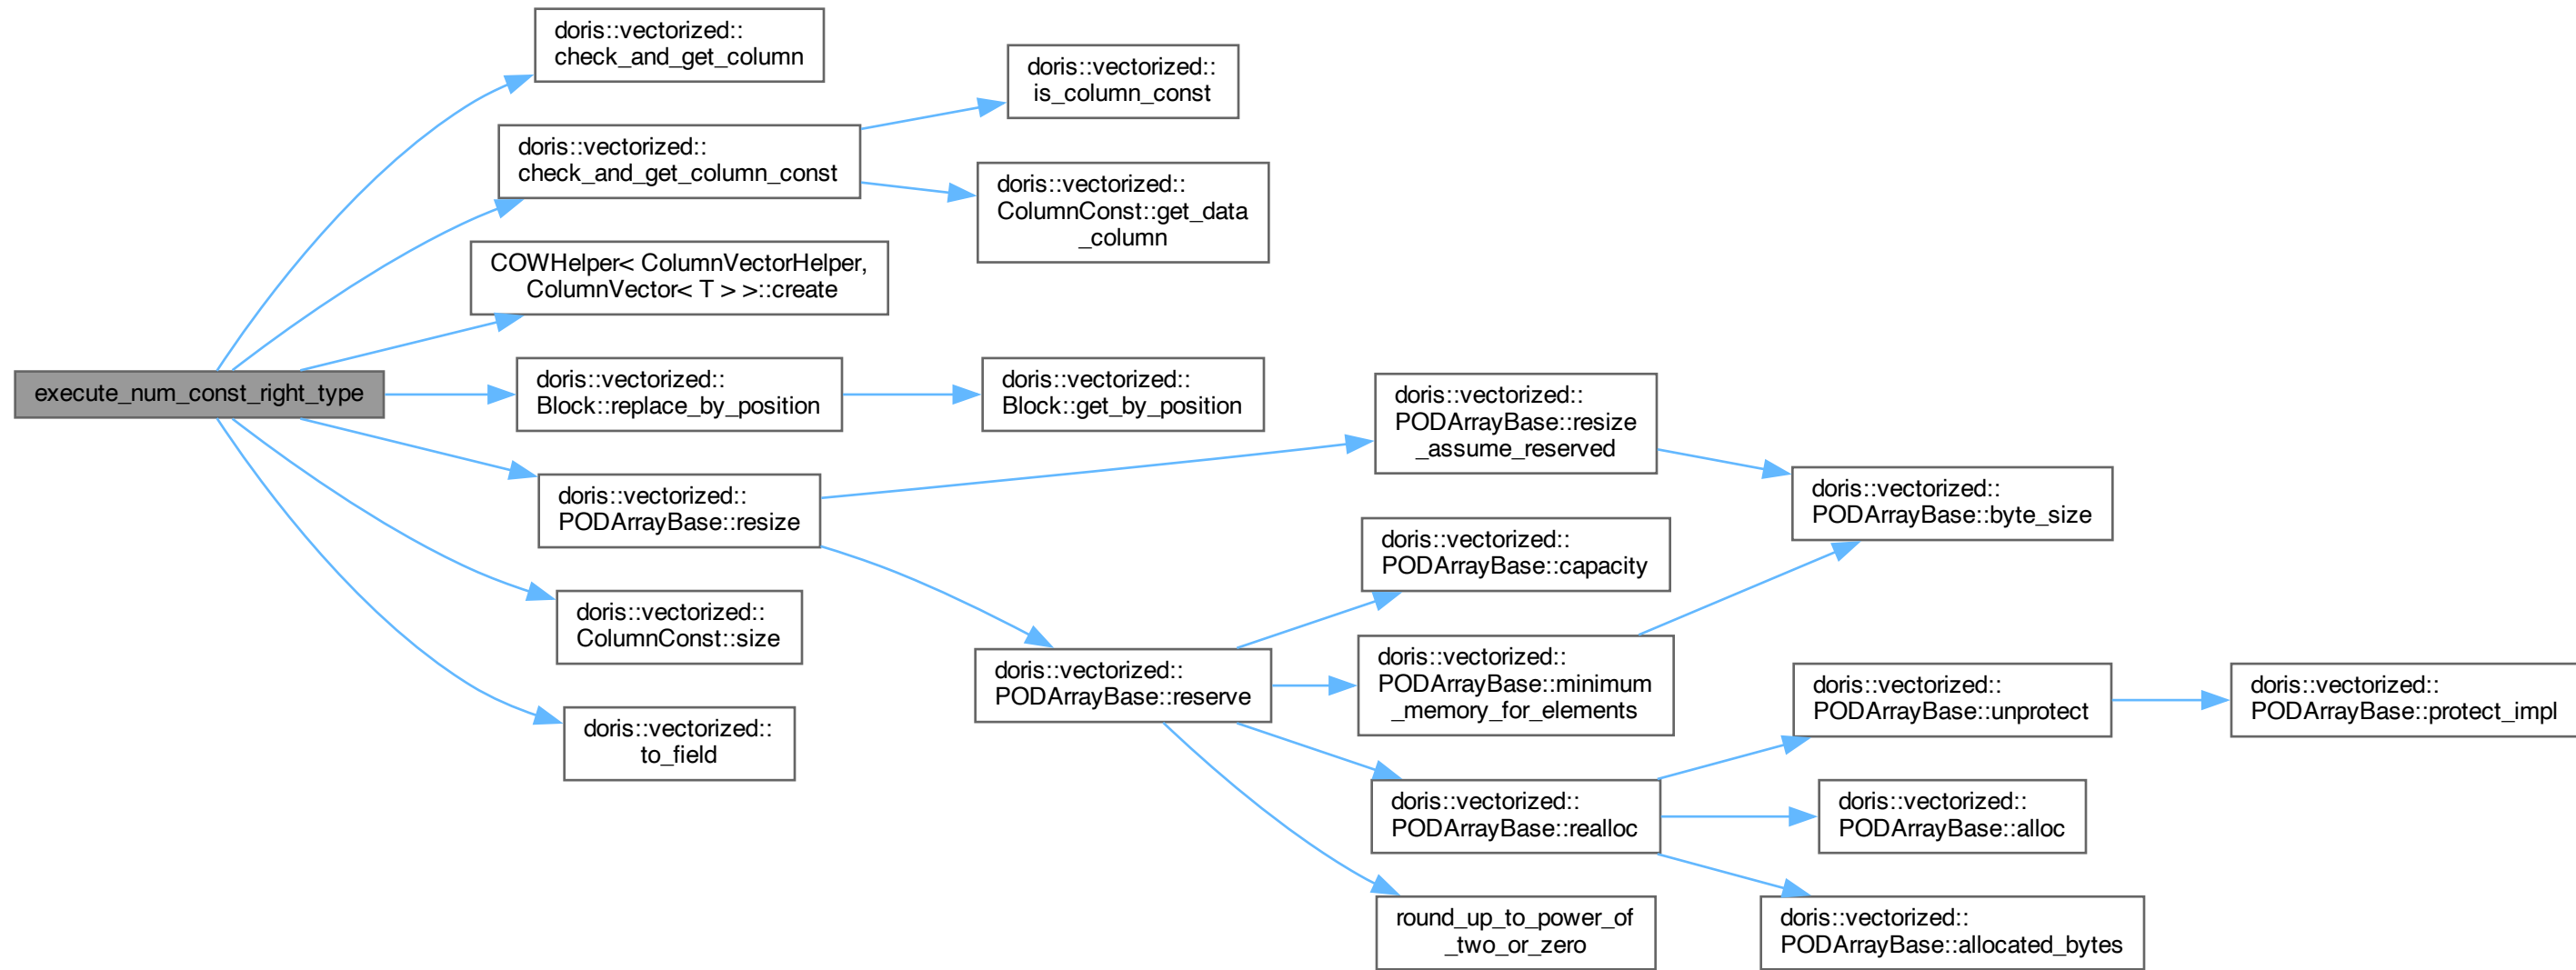 execute_num_const_right_type
doris::vectorized::
check_and_get_column
doris::vectorized::
check_and_get_column_const
doris::vectorized::
is_column_const
doris::vectorized::
ColumnConst::get_data
_column
COWHelper< ColumnVectorHelper,
ColumnVector< T > >::create
doris::vectorized::
Block::replace_by_position
doris::vectorized::
Block::get_by_position
doris::vectorized::
PODArrayBase::resize
doris::vectorized::
PODArrayBase::resize
_assume_reserved
doris::vectorized::
PODArrayBase::byte_size
doris::vectorized::
PODArrayBase::reserve
doris::vectorized::
PODArrayBase::capacity
doris::vectorized::
PODArrayBase::minimum
_memory_for_elements
doris::vectorized::
PODArrayBase::realloc
doris::vectorized::
PODArrayBase::unprotect
doris::vectorized::
PODArrayBase::protect_impl
doris::vectorized::
PODArrayBase::alloc
doris::vectorized::
PODArrayBase::allocated_bytes
round_up_to_power_of
_two_or_zero
doris::vectorized::
ColumnConst::size
doris::vectorized::
to_field